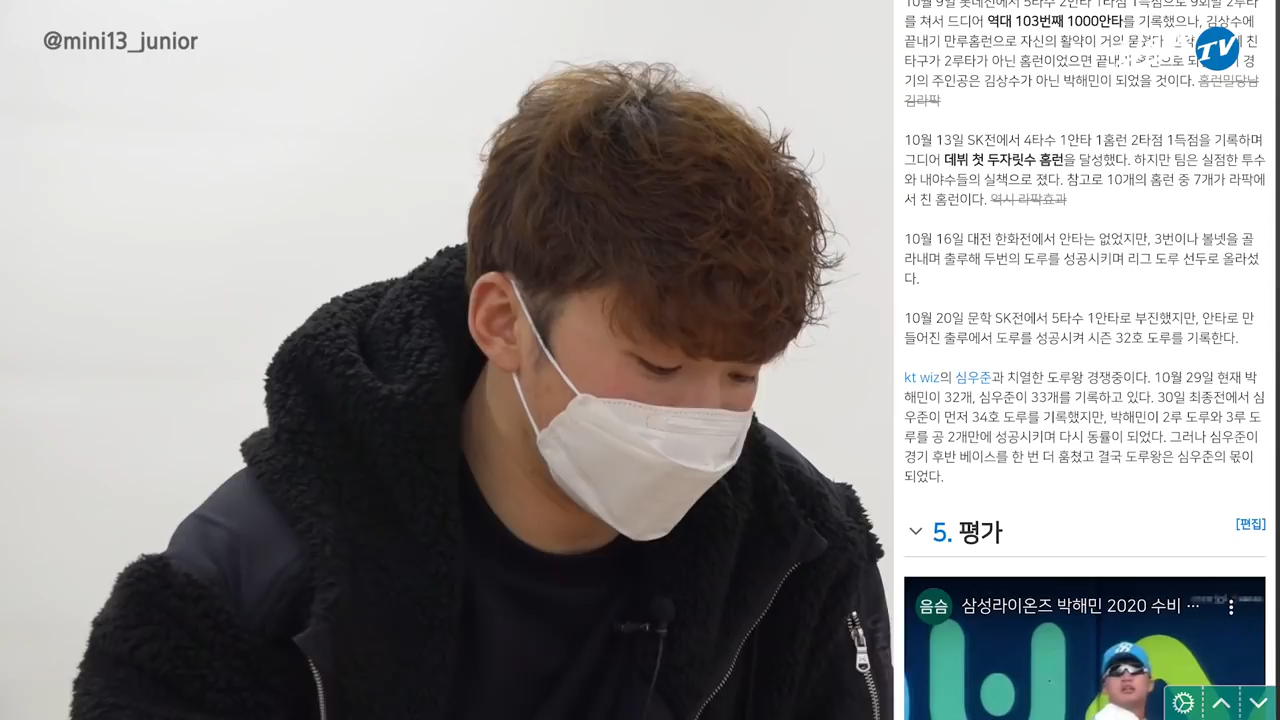 @mini13_junior
TV
10월 9일 롯데전에서 5타수 2안타 1타점 1득점으로 9회말 2루타
를 쳐서 드디어 역대 103번째 1000안타를 기록했으나, 김상수에
끝내기 만루홈런으로 자신의 활약이 거의 친
타구가 2루타가 아닌 홈런이었으면 경
기의 주인공은 김상수가 아닌 박해민이 되었을 것이다. 홈런밀당남
김라팍
10월 13일 SK전에서 4타수 1안타 1홈런 2타점 1득점을 기록하며
그디어 데뷔 첫 두자릿수 홈런을 달성했다. 하지만 팀은 실점한 투수
와 내야수들의 실책으로 졌다. 참고로 10개의 홈런 중 7개가 라팍에
서 친 홈런이다. 역시 라팍효과
10월 16일 대전 한화전에서 안타는 없었지만, 3번이나 볼넷을 골
라내며 출루해 두번의 도루를 성공시키며 리그 도루 선두로 올라섰
다.
10월 20일 문학 SK전에서 5타수 1안타로 부진했지만, 안타로 만
들어진 출루에서 도루를 성공시켜 시즌 32호 도루를 기록한다.
kt wiz의 심우준과 치열한 도루왕 경쟁중이다. 10월 29일 현재 박
해민이 32개, 심우준이 33개를 기록하고 있다. 30일 최종전에서 심
우준이 먼저 34호 도루를 기록했지만, 박해민이 2루 도루와 3루 도
루를 공 2개만에 성공시키며 다시 동률이 되었다. 그러나 심우준이
경기 후반 베이스를 한 번 더 훔쳤고 결국 도루왕은 심우준의 몫이
되었다.
5. 평가
[편집]
음슴 삼성라이온즈 박해민 2020 수비 ···